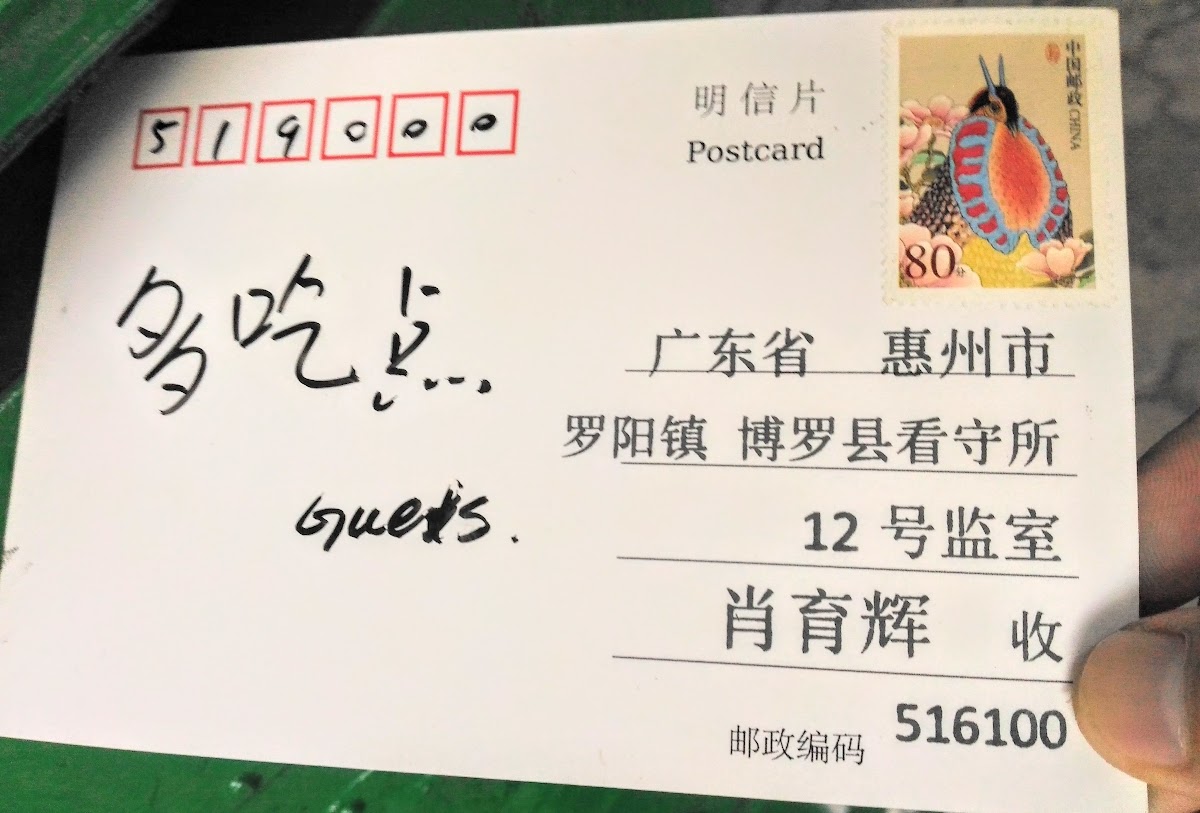 519000
明信片
Postcard
中国邮政 CHINA
80分
多吃点...
Guess.
广东省 惠州市
罗阳镇 博罗县看守所
12 号监室
肖育辉 收
邮政编码 516100